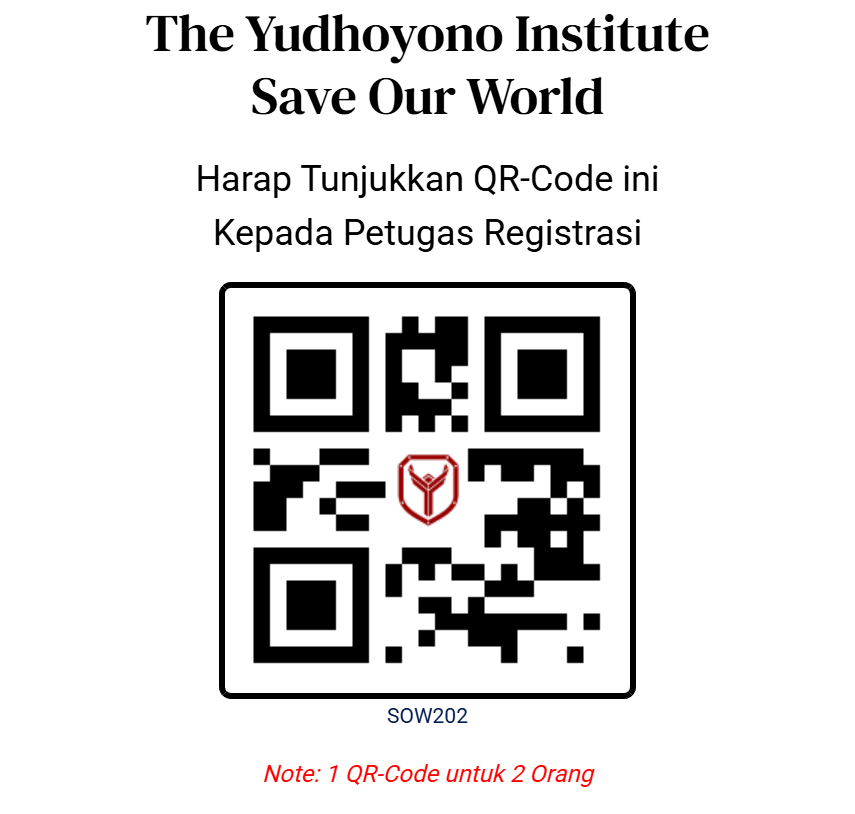 The Yudhoyono Institute
Save Our World
Harap Tunjukkan QR-Code ini
Kepada Petugas Registrasi
SOW202
Note: 1 QR-Code untuk 2 Orang